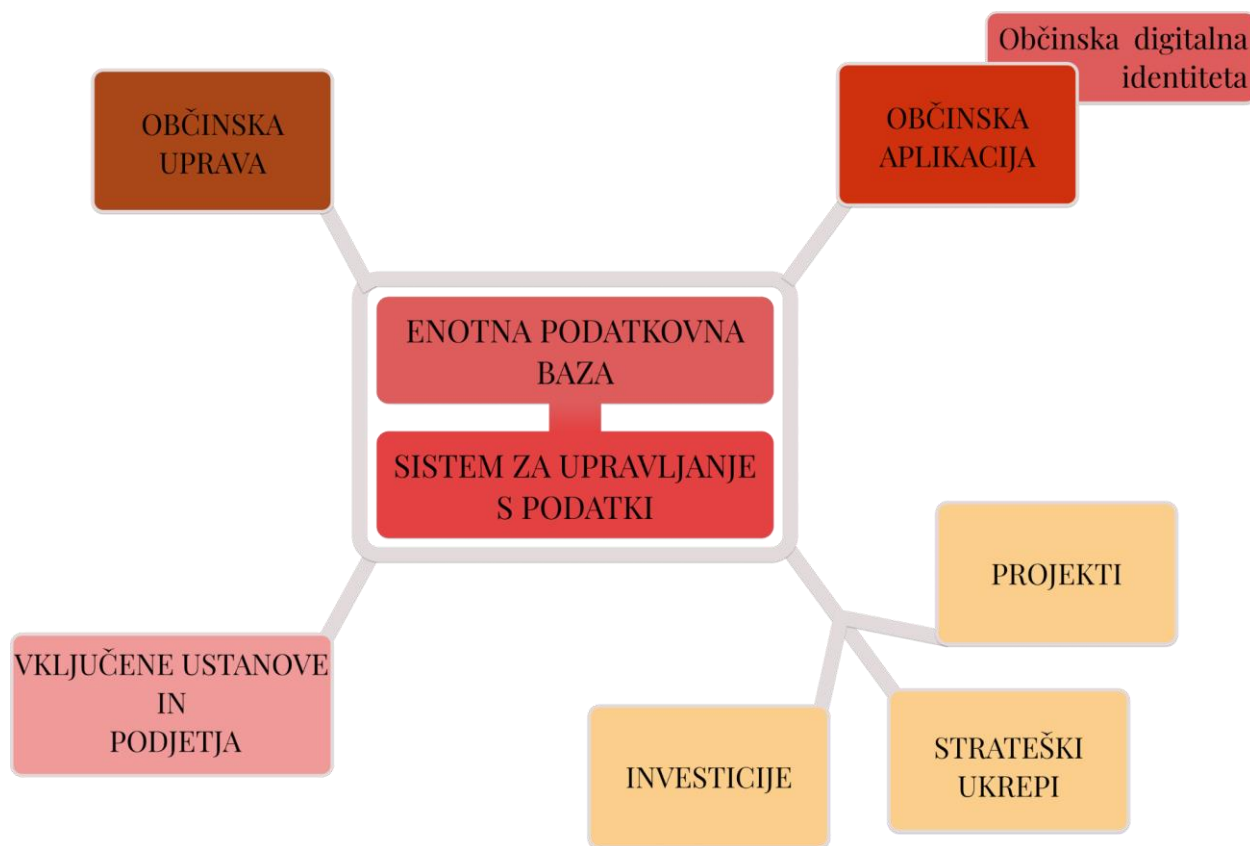 Občinska digitalna
identiteta
OBČINSKA
UPRAVA
OBČINSKA
APLIKACIJA
ENOTNA PODATKOVNA
BAZA
SISTEM ZA UPRAVLJANJE
S PODATKI
PROJEKTI
VKLJUČENE USTANOVE
IN
PODJETJA
INVESTICIJE
STRATEŠKI
UKREPI